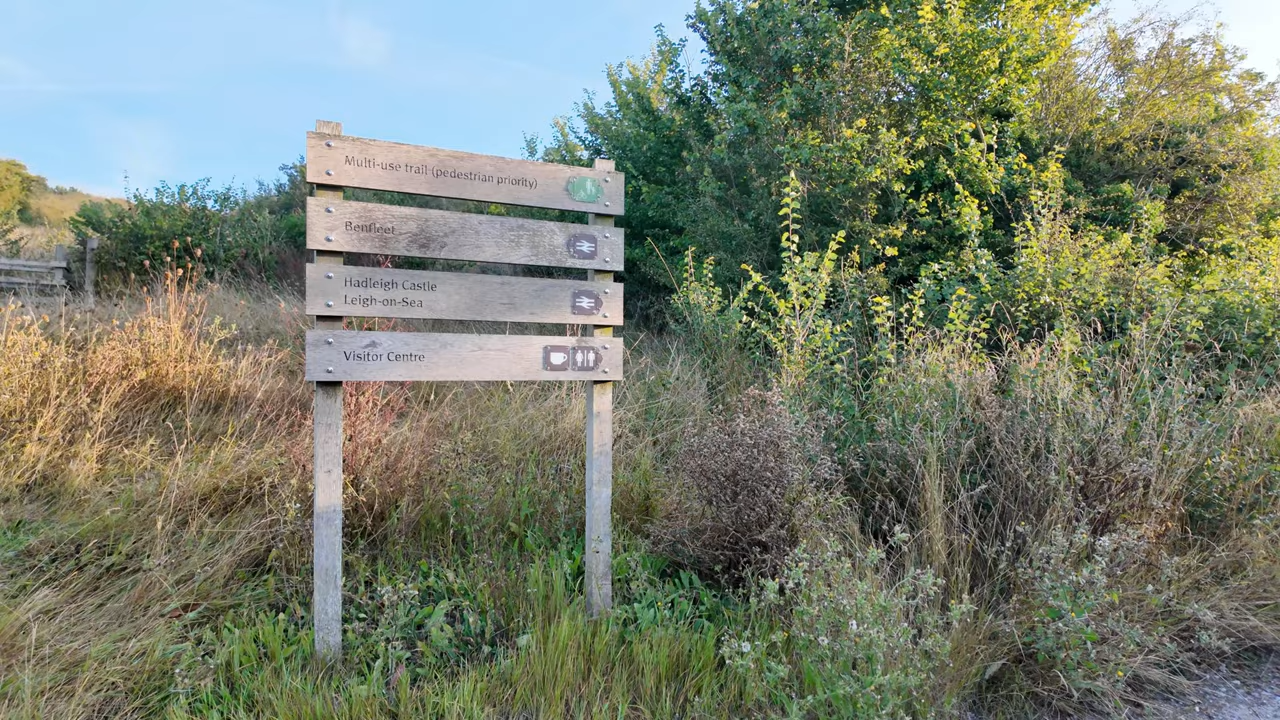 Multi-use trail (pedestrian priority)
Benfleet
Hadleigh Castle
Leigh-on-Sea
Visitor Centre